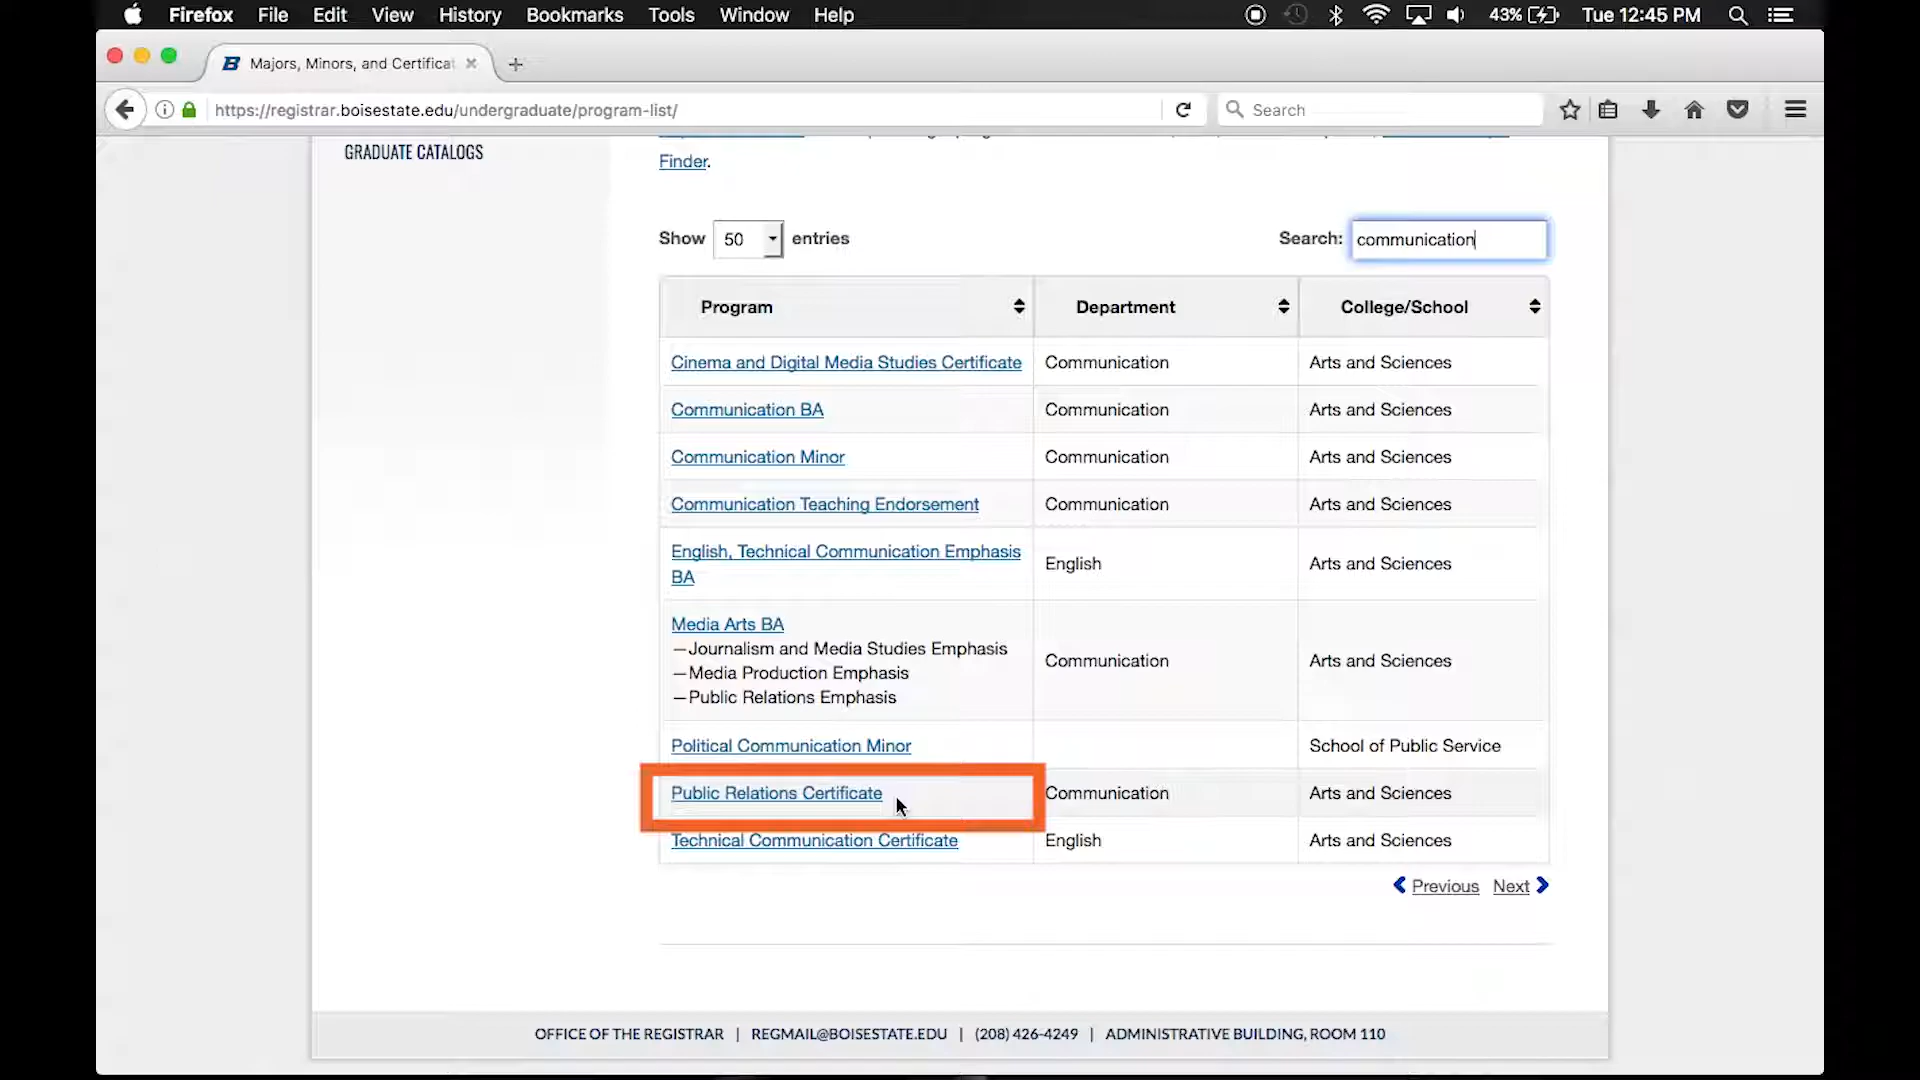 Firefox File Edit View History Bookmarks Tools Window Help 43% Tue 12:45 PM
Majors, Minors, and Certificat
https://registrar.boisestate.edu/undergraduate/program-list/ Search
GRADUATE CATALOGS
Finder.
Show 50 entries Search: communication
Program Department College/School
Cinema and Digital Media Studies Certificate Communication Arts and Sciences
Communication BA Communication Arts and Sciences
Communication Minor Communication Arts and Sciences
Communication Teaching Endorsement Communication Arts and Sciences
English, Technical Communication Emphasis
BA English Arts and Sciences
Media Arts BA
—Journalism and Media Studies Emphasis
—Media Production Emphasis
—Public Relations Emphasis
Communication Arts and Sciences
Political Communication Minor School of Public Service
Public Relations Certificate Communication Arts and Sciences
Technical Communication Certificate English Arts and Sciences
Previous Next
OFFICE OF THE REGISTRAR | REGMAIL@BOISESTATE.EDU | (208) 426-4249 | ADMINISTRATIVE BUILDING, ROOM 110